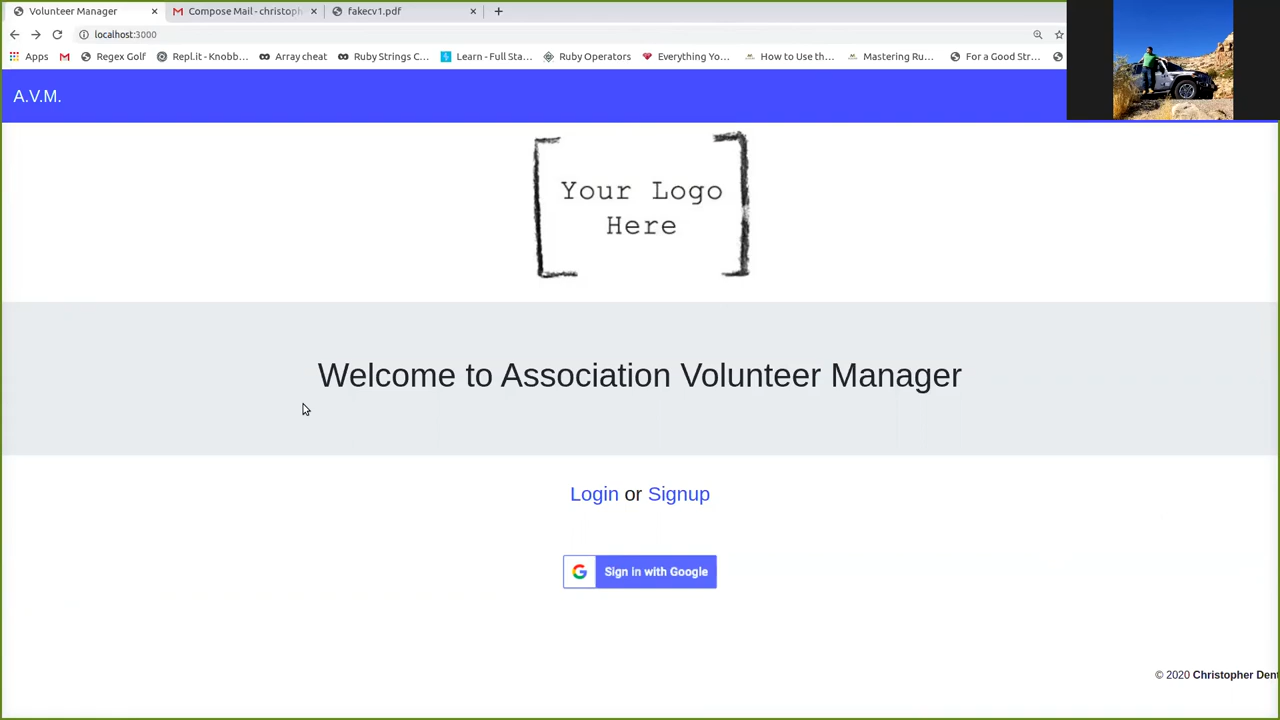 Volunteer Manager
Compose Mail - christoph
fakecv1.pdf
localhost:3000
Apps
Regex Golf
Repl.it - Knobb...
Array cheat
Ruby Strings C...
Learn - Full Sta...
Ruby Operators
Everything Yo...
How to Use th...
Mastering Ru...
For a Good Str...
A.V.M.
Your Logo
Here
Welcome to Association Volunteer Manager
Login or Signup
G Sign in with Google
© 2020 Christopher Dent